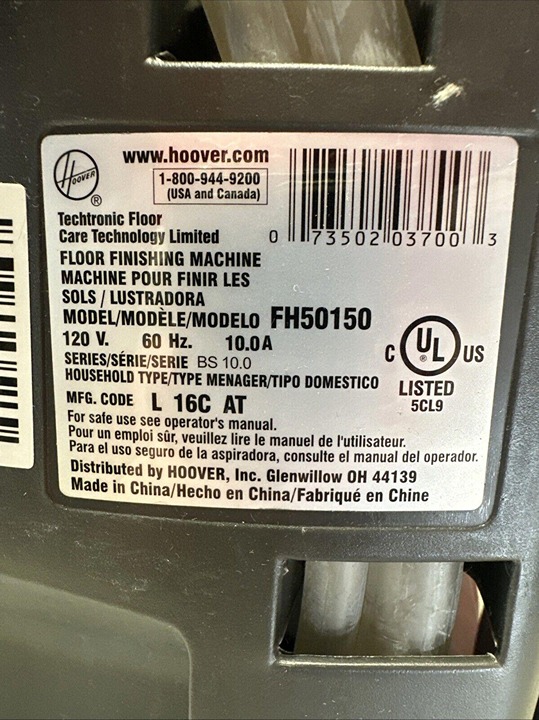 HOOVER
®
www.hoover.com
1-800-944-9200
(USA and Canada)
Techtronic Floor
Care Technology Limited
0 73502 03700 3
FLOOR FINISHING MACHINE
MACHINE POUR FINIR LES
SOLS / LUSTRADORA
MODEL/MODÈLE/MODELO FH50150
120 V. 60 Hz. 10.0A
SERIES/SÉRIE/SERIE BS 10.0
HOUSEHOLD TYPE/TYPE MENAGER/TIPO DOMESTICO
MFG. CODE L 16C AT
C UL ® US
LISTED
5CL9
For safe use see operator's manual.
Pour un emploi sûr, veuillez lire le manuel de l'utilisateur.
Para el uso seguro de la aspiradora, consulte el manual del operador.
Distributed by HOOVER, Inc. Glenwillow OH 44139
Made in China/Hecho en China/Fabriqué en Chine